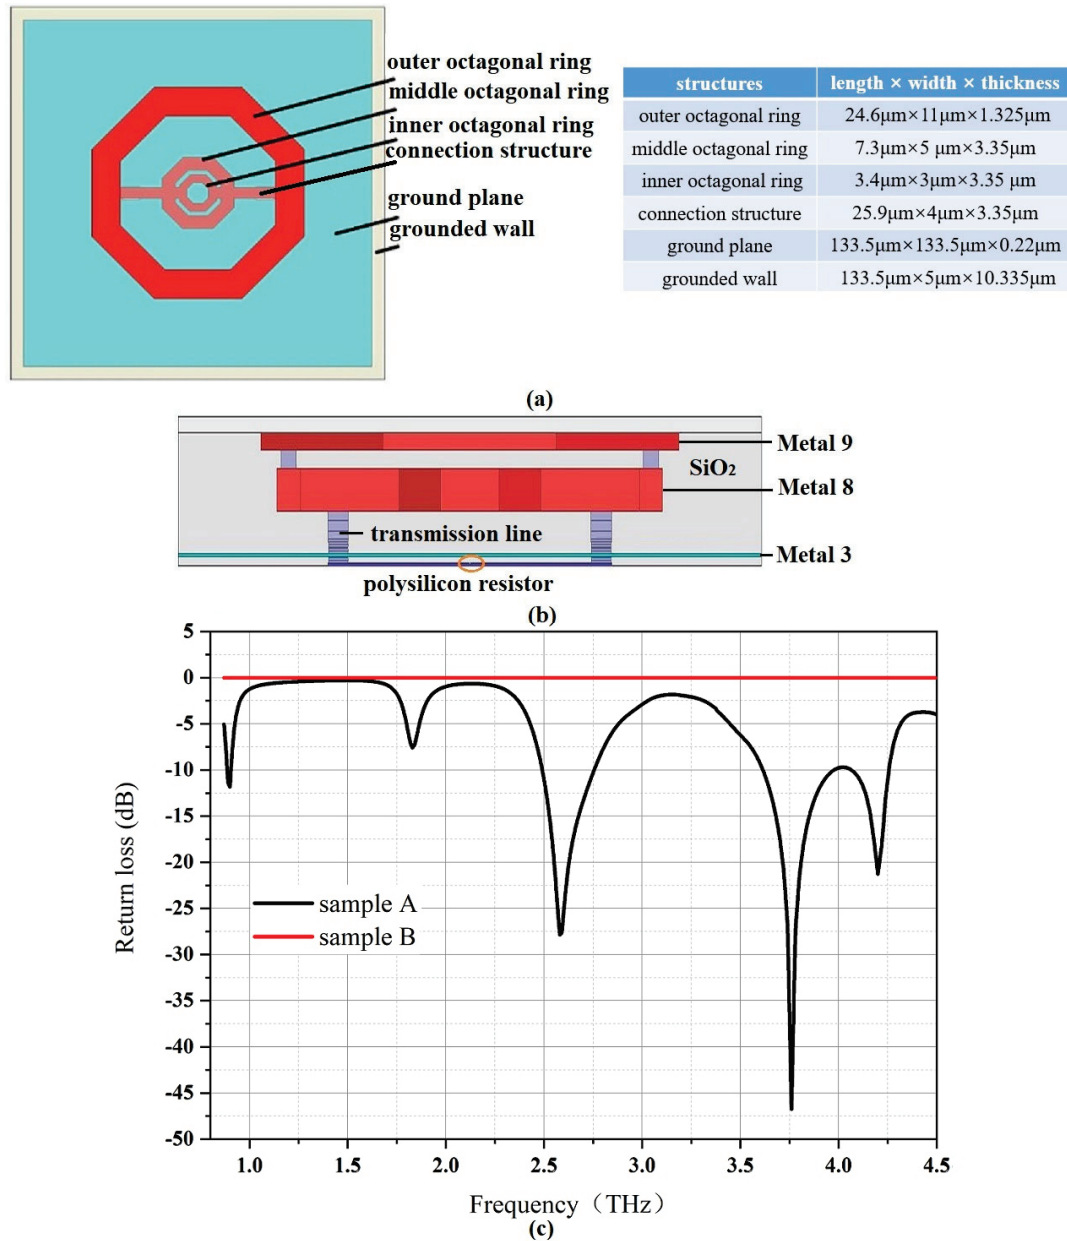 outer octagonal ring
middle octagonal ring
inner octagonal ring
connection structure
ground plane
grounded wall
structures length × width × thickness
outer octagonal ring 24.6μm×11μm×1.325μm
middle octagonal ring 7.3μm×5 μm×3.35μm
inner octagonal ring 3.4μm×3μm×3.35 μm
connection structure 25.9μm×4μm×3.35μm
ground plane 133.5μm×133.5μm×0.22μm
grounded wall 133.5μm×5μm×10.335μm
(a)
Metal 9
SiO₂
Metal 8
transmission line
Metal 3
polysilicon resistor
(b)
5
0
-5
-10
-15
-20
-25
-30
-35
-40
-45
-50
Return loss (dB)
sample A
sample B
1.0 1.5 2.0 2.5 3.0 3.5 4.0 4.5
Frequency（THz）
(c)